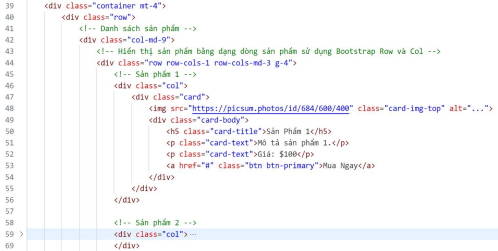 39 <div class="container mt-4">
40 <div class="row">
41 <!-- Danh sách sản phẩm -->
42 <div class="col-md-9">
43 <!-- Hiển thị sản phẩm bằng dạng dòng sản phẩm sử dụng Bootstrap Row và Col -->
44 <div class="row row-cols-1 row-cols-md-3 g-4">
45 <!-- Sản phẩm 1 -->
46 <div class="col">
47 <div class="card">
48 <img src="https://picsum.photos/id/684/600/400" class="card-img-top" alt="...">
49 <div class="card-body">
50 <h5 class="card-title">Sản Phẩm 1</h5>
51 <p class="card-text">Mô tả sản phẩm 1.</p>
52 <p class="card-text">Giá: $100</p>
53 <a href="#" class="btn btn-primary">Mua Ngay</a>
54 </div>
55 </div>
56 </div>
57
58 <!-- Sản phẩm 2 -->
59 > <div class="col">...
60 </div>